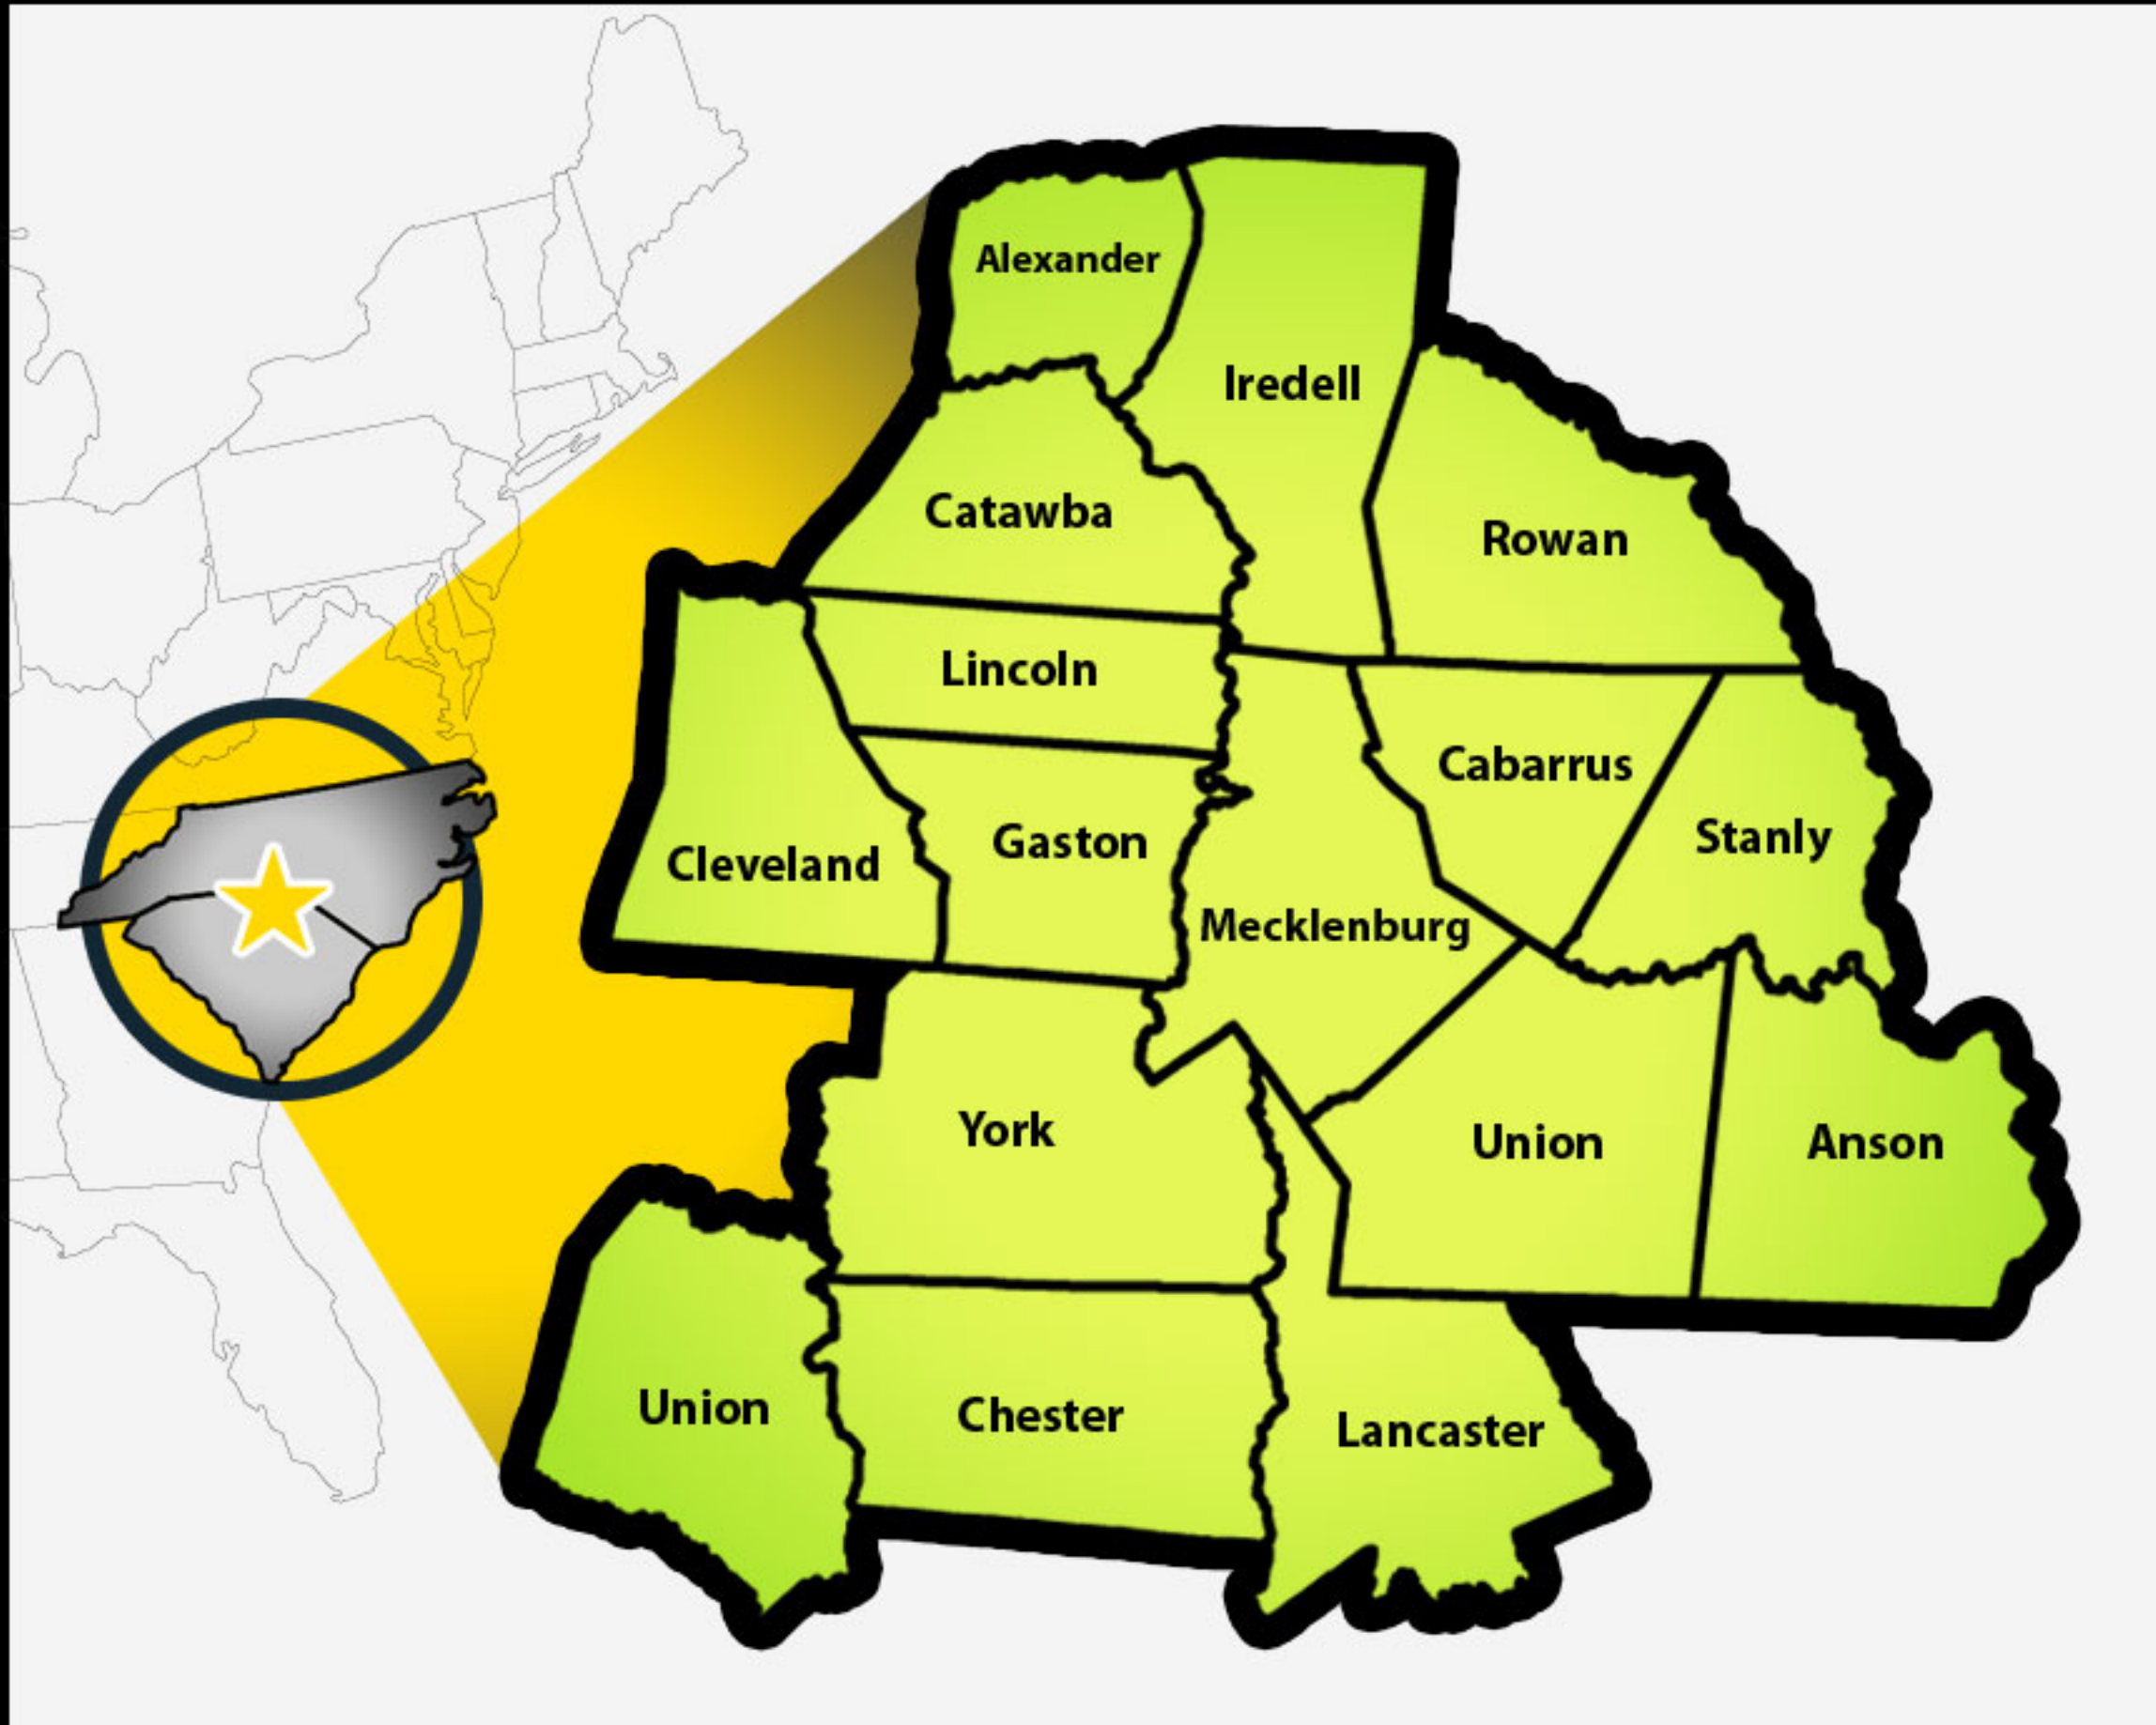 Alexander
Iredell
Catawba
Rowan
Lincoln
Cabarrus
Stanly
Gaston
Cleveland
Mecklenburg
York
Union
Anson
Union
Chester
Lancaster